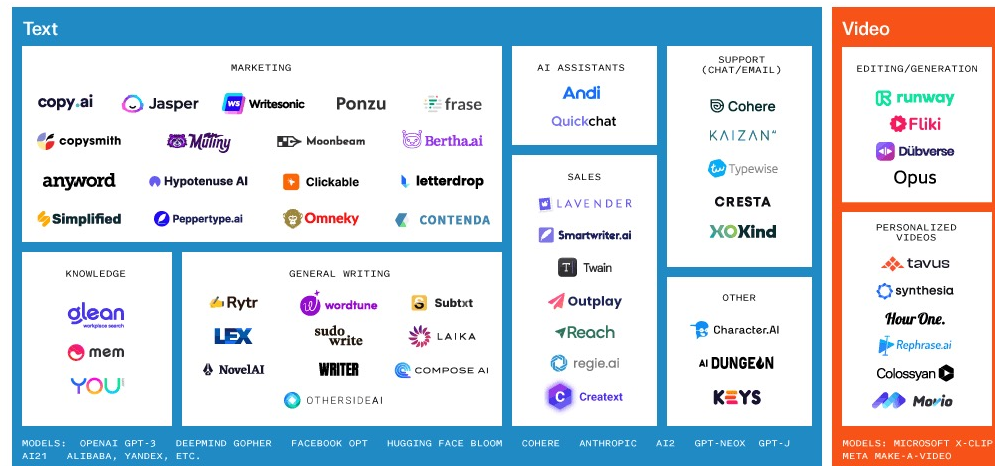 Text
MARKETING
copy.ai Jasper WS Writesonic Ponzu frase
copysmith Mutiny Moonbeam Bertha.ai
anyword Hypotenuse AI Clickable letterdrop
Simplified Peppertype.ai Omneky CONTENDA
KNOWLEDGE
glean
workplace search
mem
YOU
GENERAL WRITING
Rytr wordtune Subtxt
LEX sudo write LAIKA
NovelAI WRITER COMPOSE AI
OTHERSIDEAI
AI ASSISTANTS
Andi
Quickchat
SALES
LAVENDER
Smartwriter.ai
T Twain
Outplay
Reach
regie.ai
C Creatext
SUPPORT
(CHAT/EMAIL)
Cohere
KAIZAN
tw Typewise
CRESTA
XOKind
OTHER
Character.AI
AI DUNGEON
KEYS
MODELS: OPENAI GPT-3 DEEPMIND GOPHER FACEBOOK OPT HUGGING FACE BLOOM COHERE ANTHROPIC AI2 GPT-NEOX GPT-J
AI21 ALIBABA, YANDEX, ETC.
Video
EDITING/GENERATION
runway
Fliki
Dübverse
Opus
PERSONALIZED
VIDEOS
tavus
synthesia
Hour One.
Rephrase.ai
Colossyan
Movio
MODELS: MICROSOFT X-CLIP
META MAKE-A-VIDEO